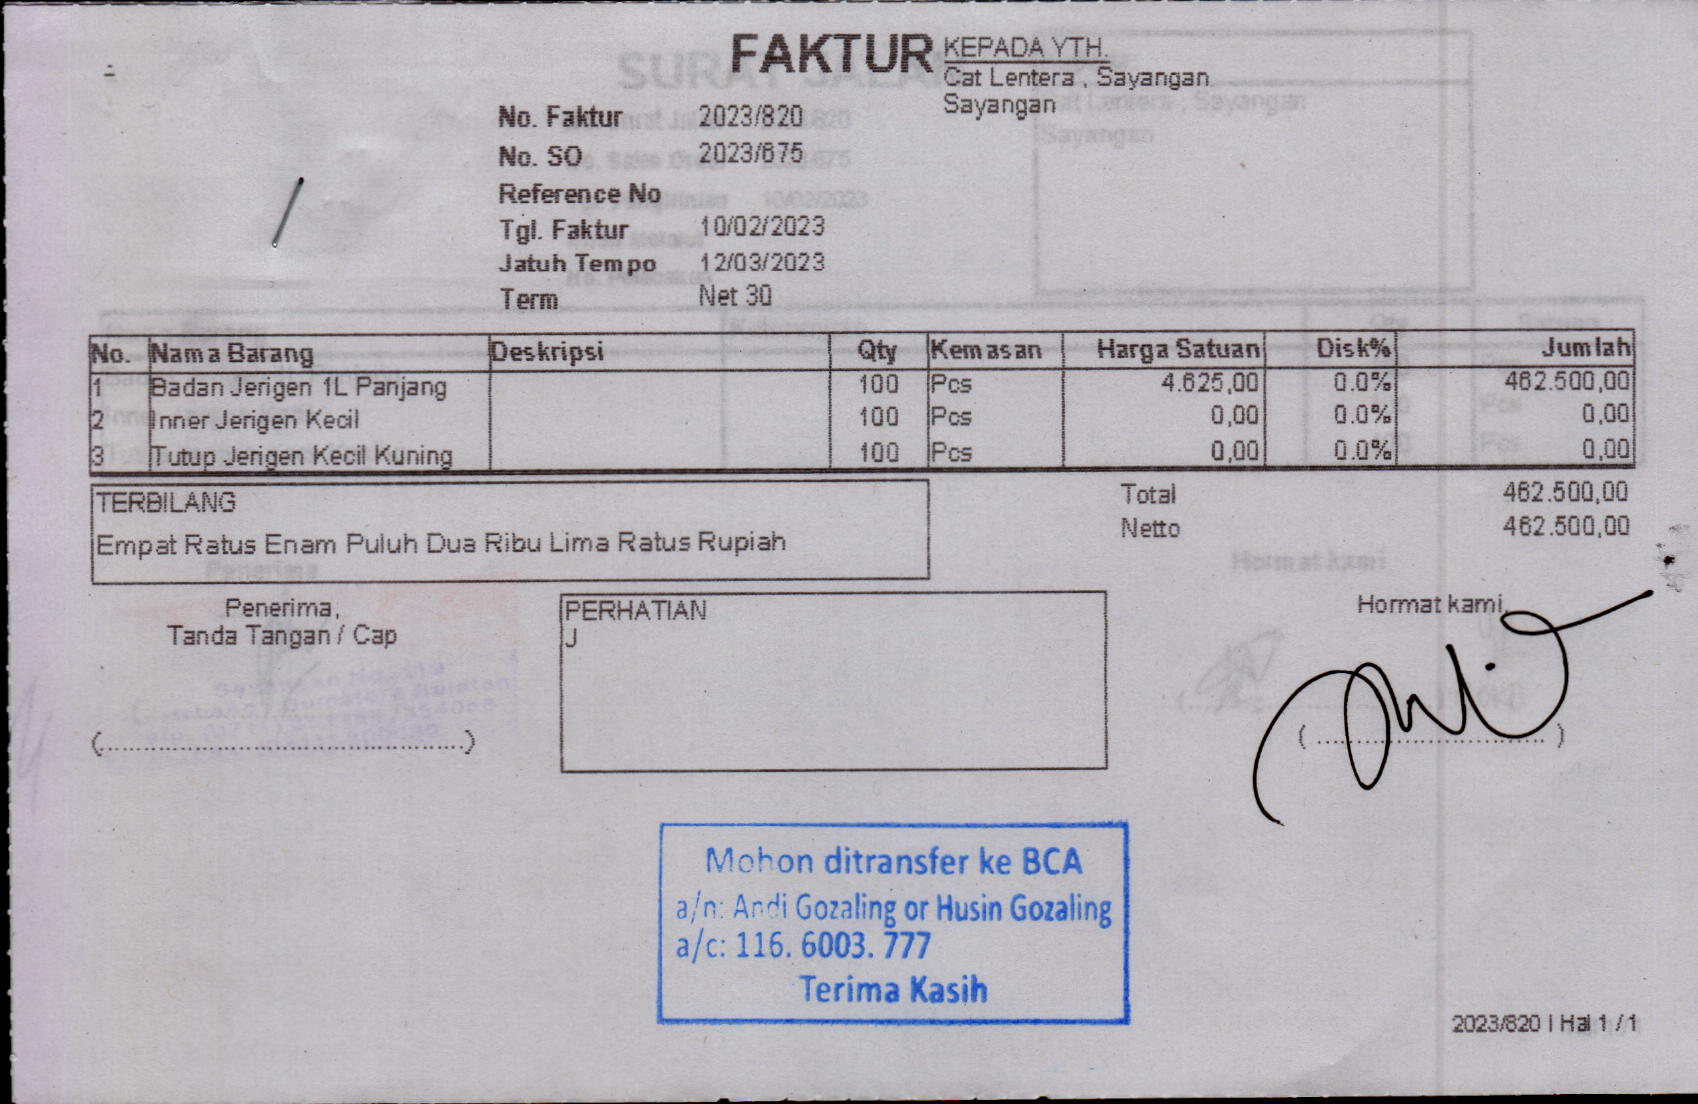 FAKTUR
KEPADA YTH.
Cat Lentera , Sayangan
Sayangan
No. Faktur 2023/820
No. SO 2023/675
Reference No
Tgl. Faktur 10/02/2023
Jatuh Tempo 12/03/2023
Term Net 30
No. Nama Barang Deskripsi Qty Kemasan Harga Satuan Disk% Jumlah
1 Badan Jerigen 1L Panjang 100 Pcs 4.625,00 0.0% 462.500,00
2 Inner Jerigen Kecil 100 Pcs 0,00 0.0% 0,00
3 Tutup Jerigen Kecil Kuning 100 Pcs 0,00 0.0% 0,00
TERBILANG
Empat Ratus Enam Puluh Dua Ribu Lima Ratus Rupiah
Total 462.500,00
Netto 462.500,00
Penerima,
Tanda Tangan / Cap
(................................................)
PERHATIAN
J
Hormat kami,
( ............................... )
Mohon ditransfer ke BCA
a/n: Andi Gozaling or Husin Gozaling
a/c: 116. 6003. 777
Terima Kasih
2023/820 | Hal 1 / 1